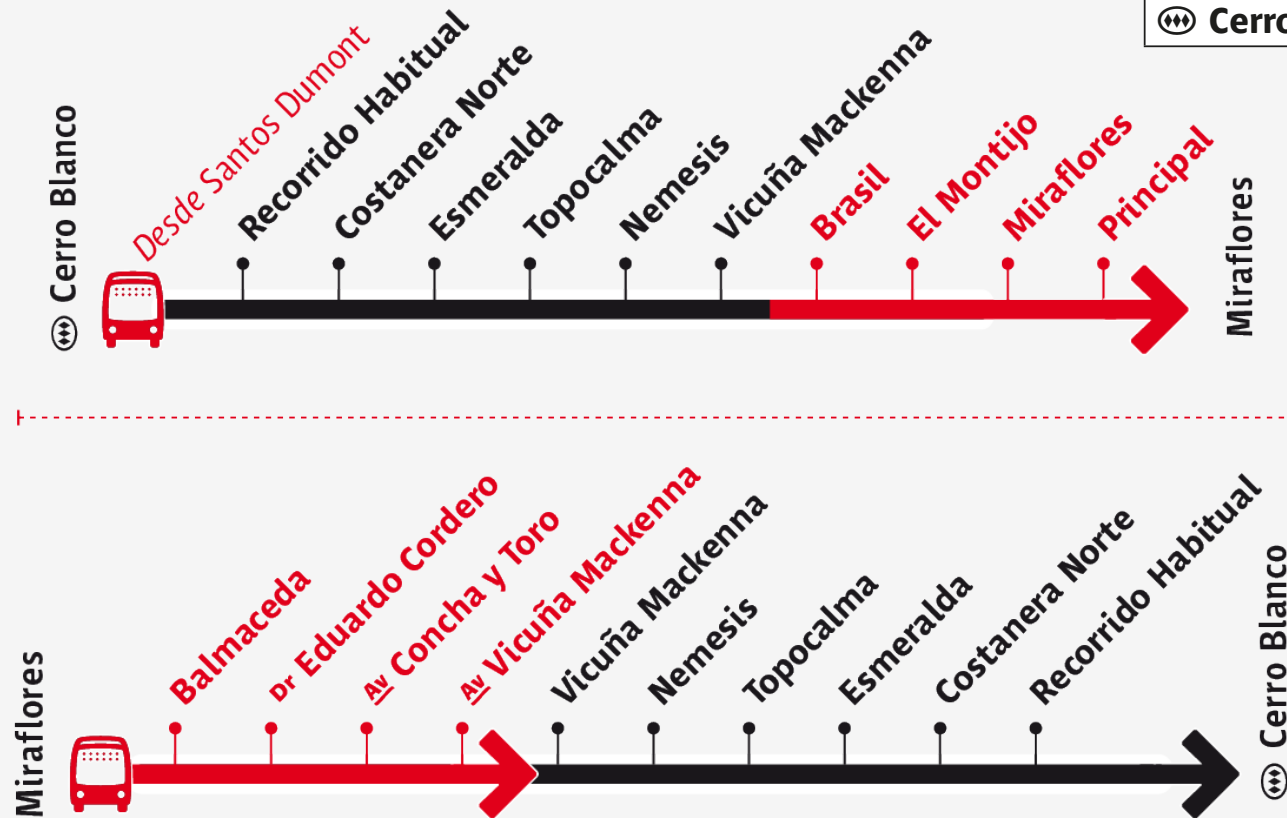 Cerro
Cerro Blanco
Desde Santos Dumont
Recorrido Habitual
Costanera Norte
Esmeralda
Topocalma
Nemesis
Vicuña Mackenna
Brasil
El Montijo
Miraflores
Principal
Miraflores
Miraflores
Balmaceda
Dr Eduardo Cordero
Av Concha y Toro
Av Vicuña Mackenna
Vicuña Mackenna
Nemesis
Topocalma
Esmeralda
Costanera Norte
Recorrido Habitual
Cerro Blanco